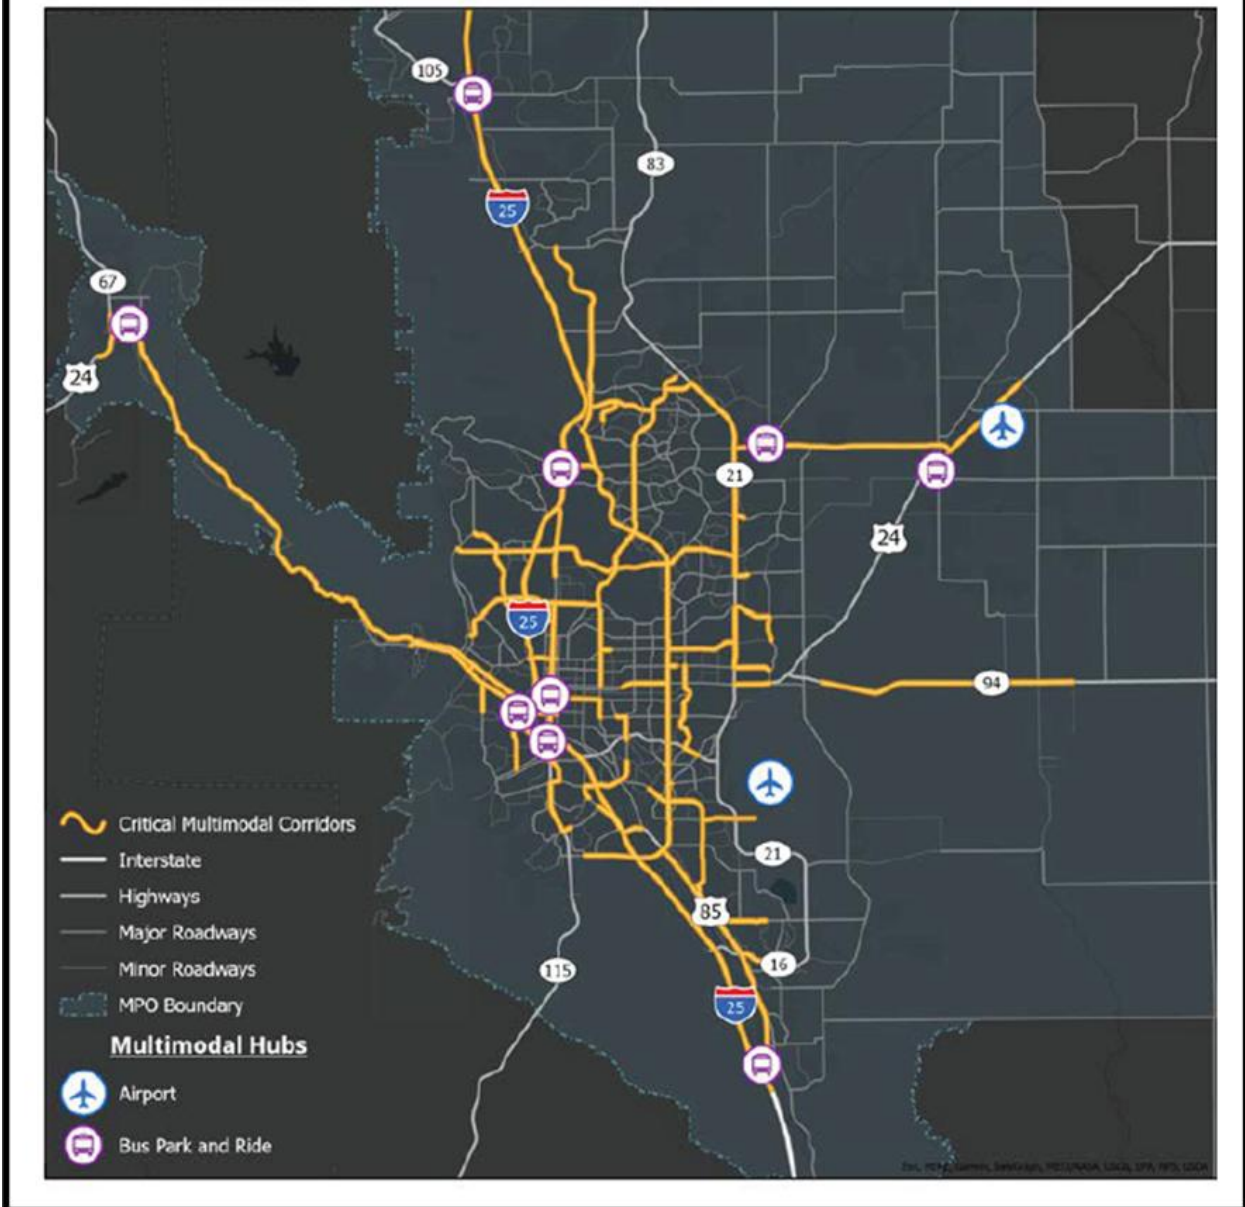 105
83
25
67
24
21
24
25
94
Critical Multimodal Corridors
Interstate
Highways
Major Roadways
Minor Roadways
MPO Boundary
Multimodal Hubs
Airport
Bus Park and Ride
21
85
115
16
25